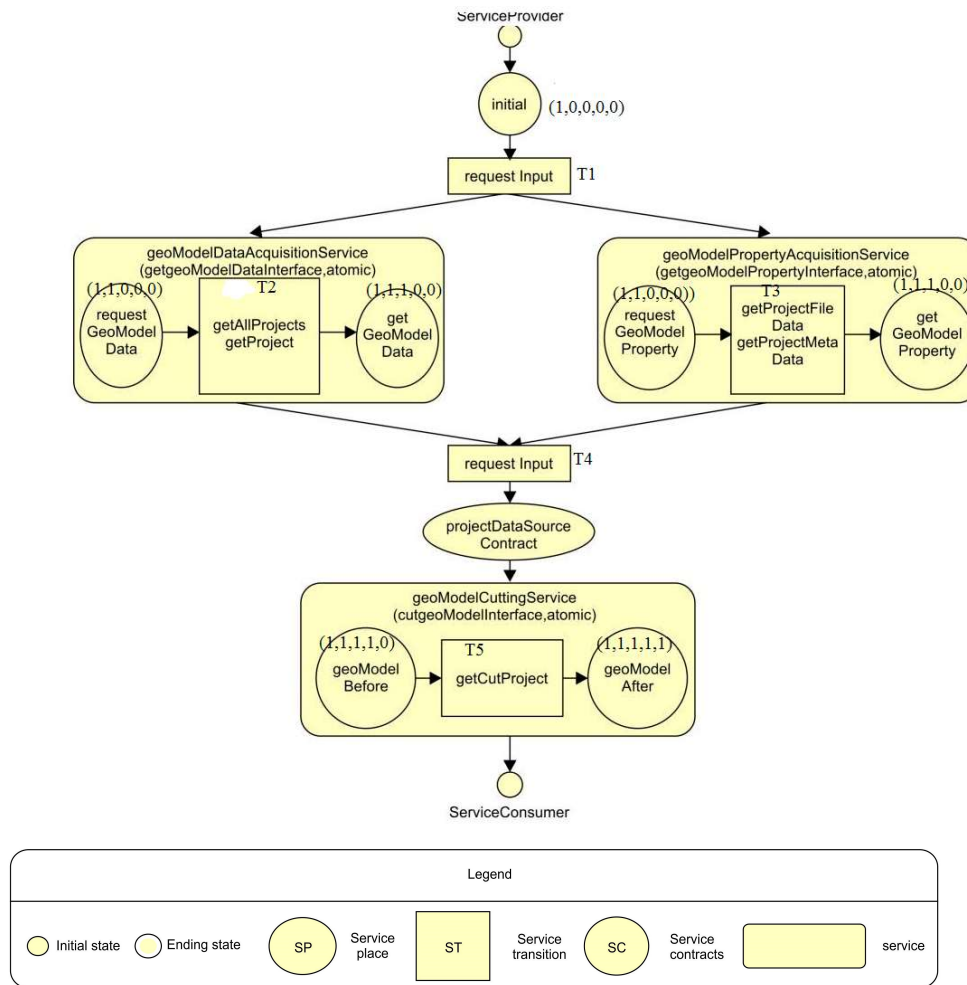 ServiceProvider
initial
(1,0,0,0,0)
request Input
T1
geoModelDataAcquisitionService
(getgeoModelDataInterface,atomic)
(1,1,0,0,0)
T2
(1,1,1,0,0)
request
GeoModel
Data
getAllProjects
getProject
get
GeoModel
Data
geoModelPropertyAcquisitionService
(getgeoModelPropertyInterface,atomic)
(1,1,0,0,0))
T3
(1,1,1,0,0)
request
GeoModel
Property
getProjectFile
Data
getProjectMeta
Data
get
GeoModel
Property
request Input
T4
projectDataSource
Contract
geoModelCuttingService
(cutgeoModelInterface,atomic)
(1,1,1,1,0)
T5
(1,1,1,1,1)
geoModel
Before
getCutProject
geoModel
After
ServiceConsumer
Legend
Initial state
Ending state
SP
Service
place
ST
Service
transition
SC
Service
contracts
service